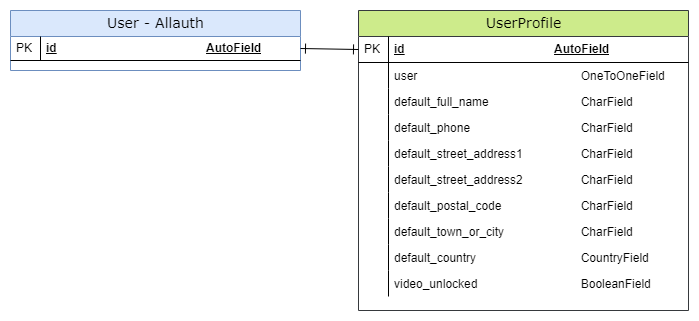 User - Allauth
PK id AutoField
UserProfile
PK id AutoField
user OneToOneField
default_full_name CharField
default_phone CharField
default_street_address1 CharField
default_street_address2 CharField
default_postal_code CharField
default_town_or_city CharField
default_country CountryField
video_unlocked BooleanField